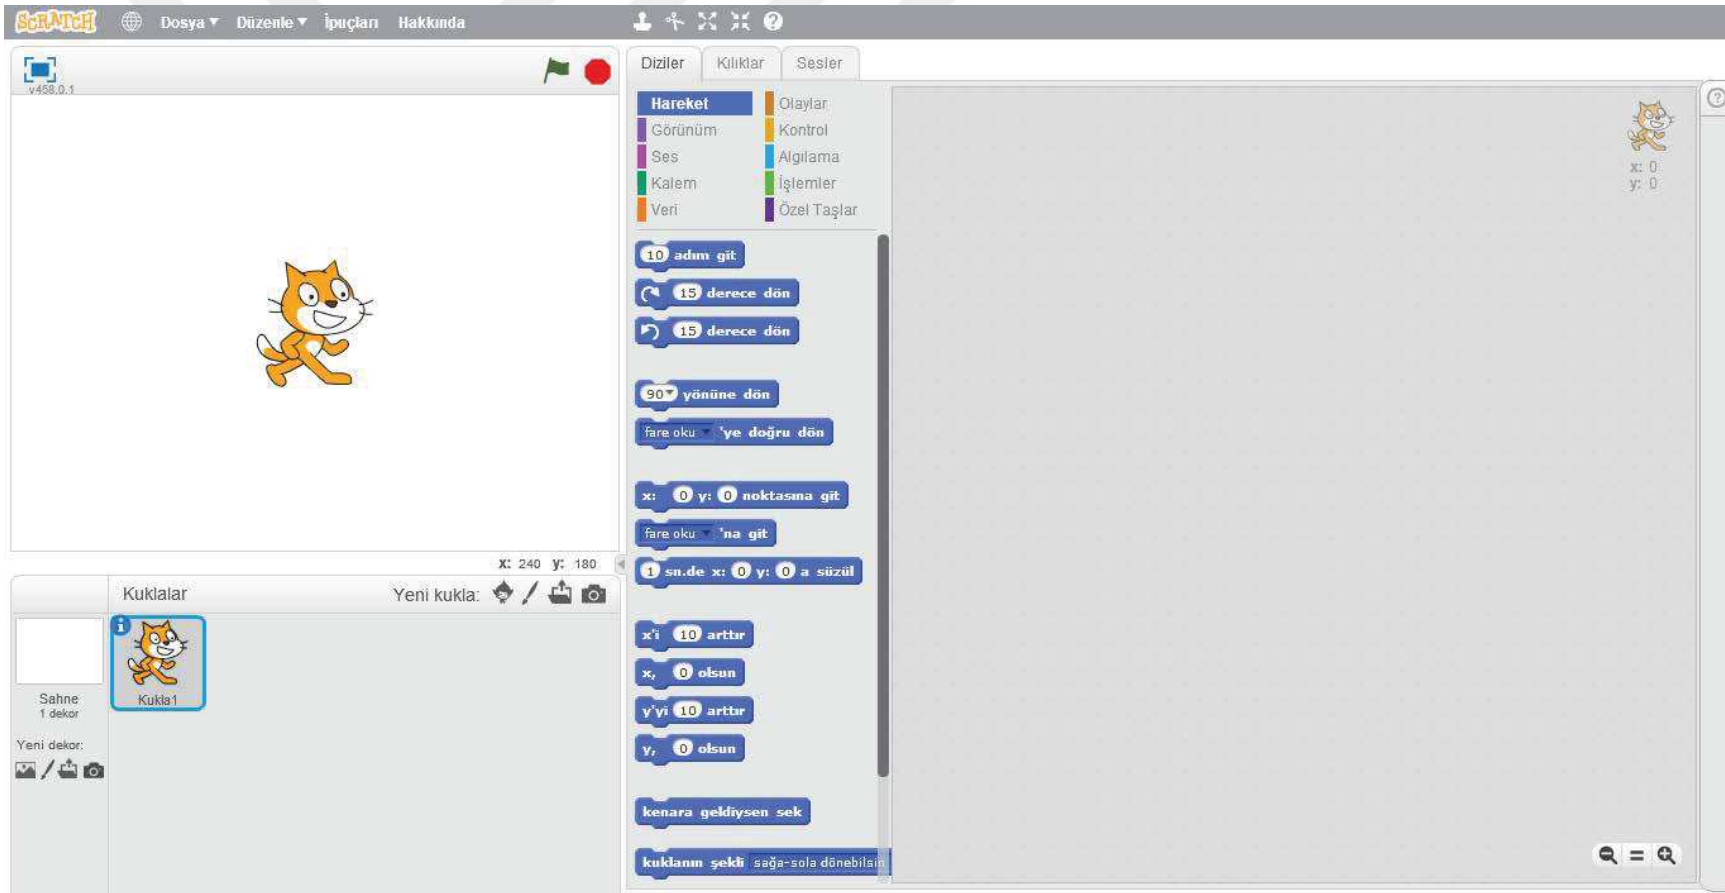 SCRATCH Dosya Düzenle İpuçları Hakkında
v458.0.1
Diziler Kılıklar Sesler
Hareket Olaylar
Görünüm Kontrol
Ses Algılama
Kalem İşlemler
Veri Özel Taşlar
x: 0
y: 0
10 adım git
15 derece dön
15 derece dön
90 yönüne dön
fare oku 'ye doğru dön
x: 0 y: 0 noktasına git
fare oku 'na git
1 sn.de x: 0 y: 0 a süzül
x'i 10 arttır
x, 0 olsun
y'yi 10 arttır
y, 0 olsun
kenara geldiysen sek
kuklanın şekli sağa-sola dönebilsin
x: 240 y: 180
Kuklalar Yeni kukla:
Sahne
1 dekor
Kukla1
Yeni dekor: